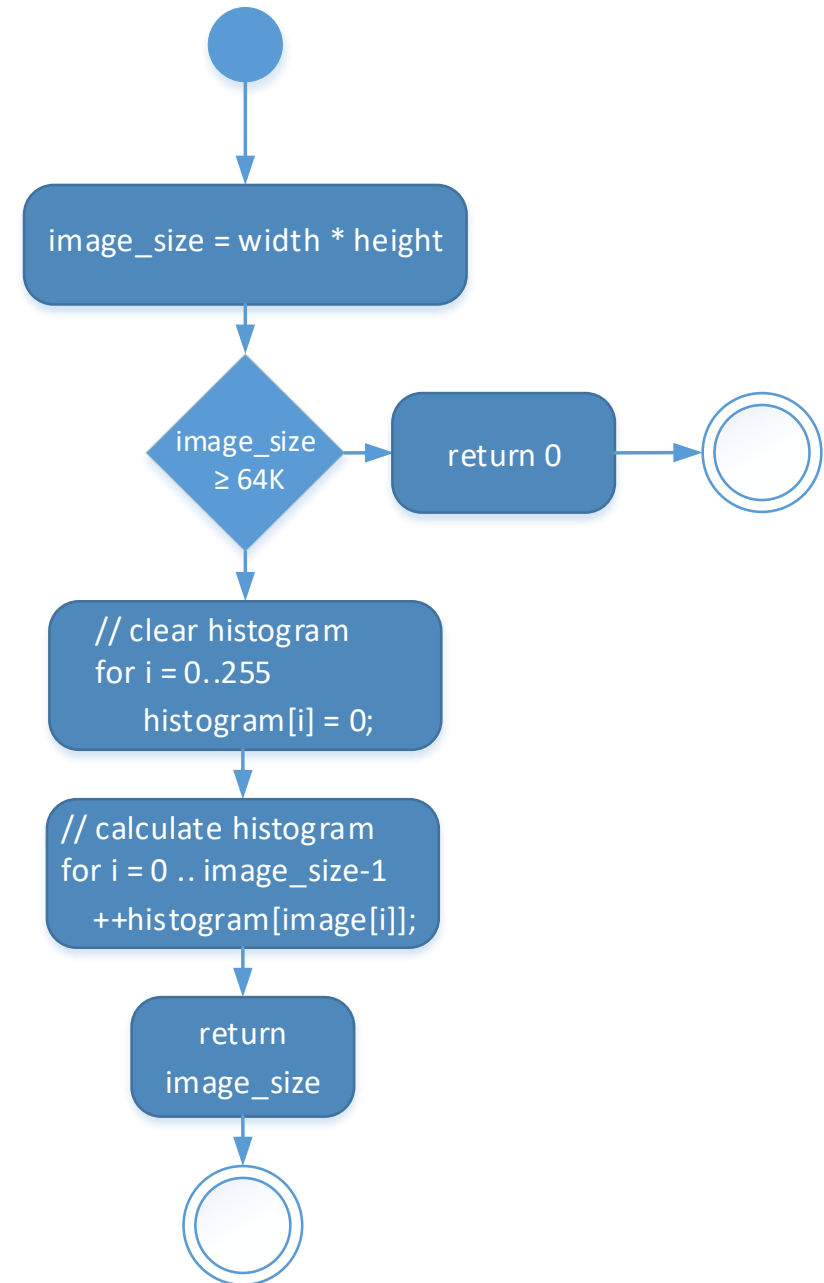 image_size = width * height
image_size
≥ 64K
return 0
// clear histogram
for i = 0..255
histogram[i] = 0;
// calculate histogram
for i = 0 .. image_size-1
++histogram[image[i]];
return
image_size